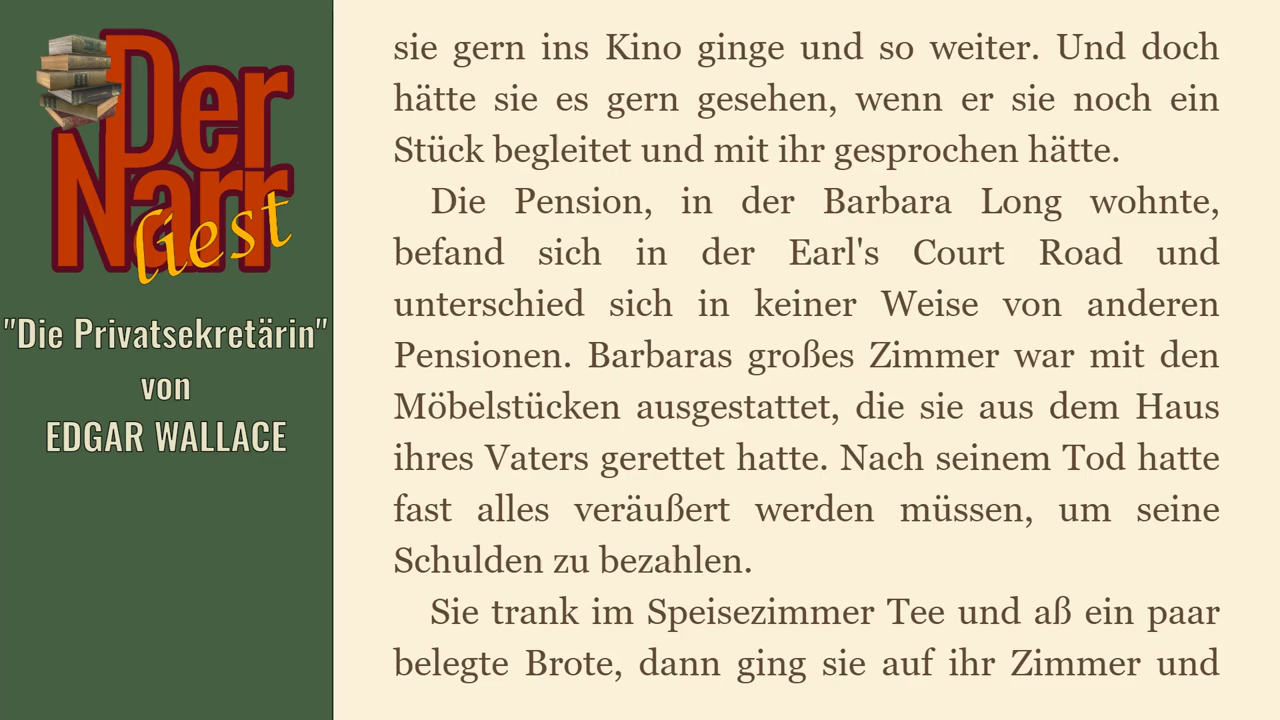 Der
Narr
liest
"Die Privatsekretärin"
von
EDGAR WALLACE
sie gern ins Kino ginge und so weiter. Und doch
hätte sie es gern gesehen, wenn er sie noch ein
Stück begleitet und mit ihr gesprochen hätte.
Die Pension, in der Barbara Long wohnte,
befand sich in der Earl's Court Road und
unterschied sich in keiner Weise von anderen
Pensionen. Barbaras großes Zimmer war mit den
Möbelstücken ausgestattet, die sie aus dem Haus
ihres Vaters gerettet hatte. Nach seinem Tod hatte
fast alles veräußert werden müssen, um seine
Schulden zu bezahlen.
Sie trank im Speisezimmer Tee und aß ein paar
belegte Brote, dann ging sie auf ihr Zimmer und